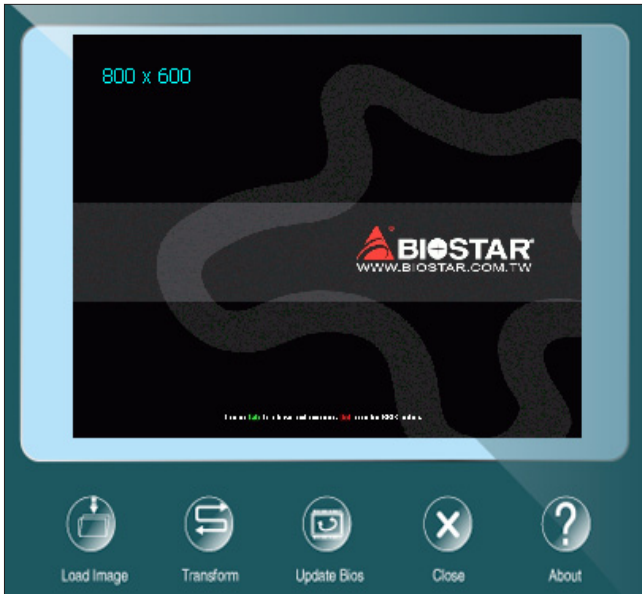 800 x 600
BIOSTAR
WWW.BIOSTAR.COM.TW
Load Image
Transform
Update Bios
Close
About